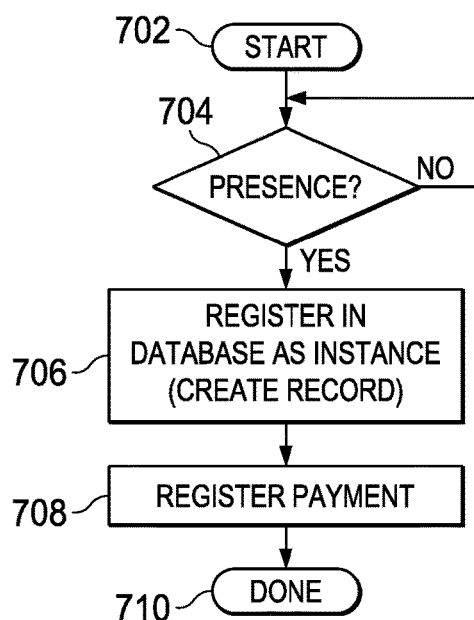 702
START
704
PRESENCE?
NO
YES
706
REGISTER IN
DATABASE AS INSTANCE
(CREATE RECORD)
708
REGISTER PAYMENT
710
DONE